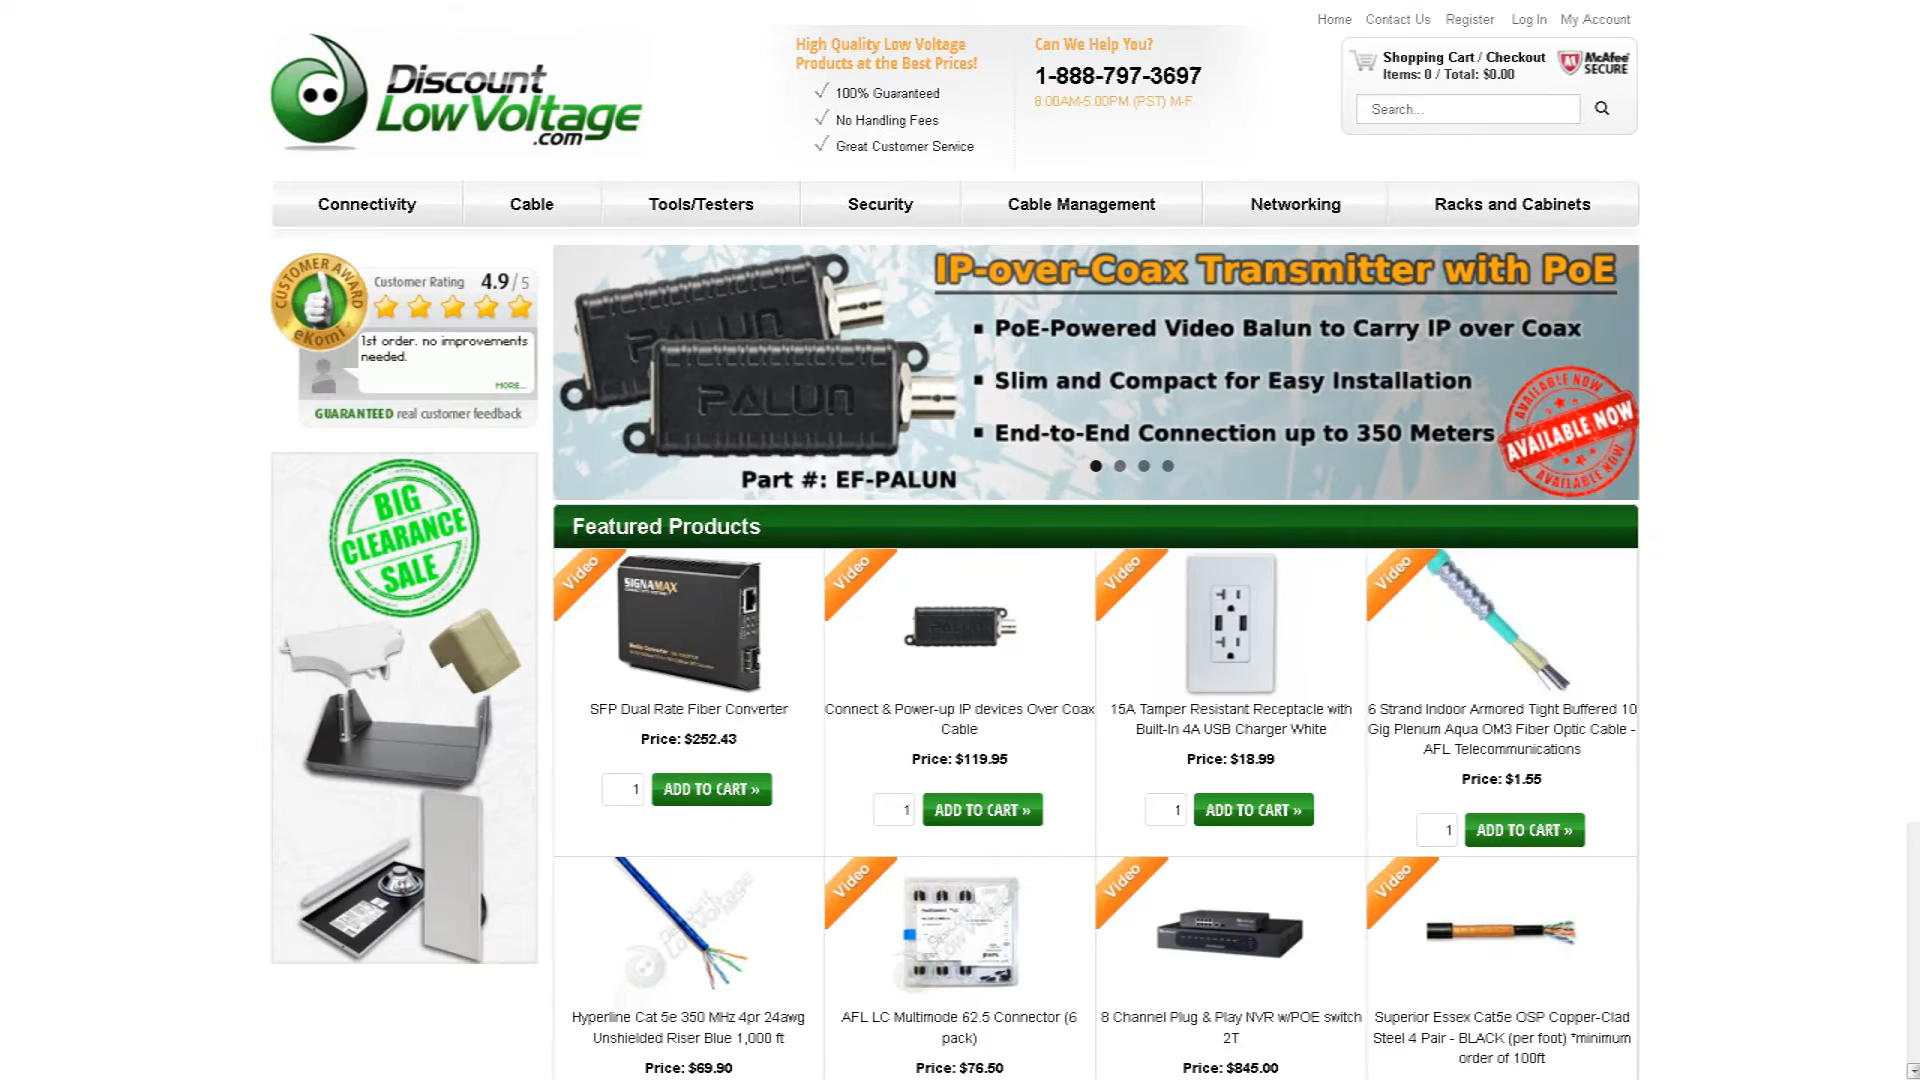 Home Contact Us Register Log In My Account
Discount
LowVoltage
.com
High Quality Low Voltage
Products at the Best Prices!
100% Guaranteed
No Handling Fees
Great Customer Service
Can We Help You?
1-888-797-3697
8:00AM-5:00PM (PST) M-F
Shopping Cart / Checkout
Items: 0 / Total: $0.00
McAfee
SECURE
Search...
Connectivity Cable Tools/Testers Security Cable Management Networking Racks and Cabinets
CUSTOMER AWARD
eKomi
Customer Rating 4.9/5
1st order. no improvements
needed.
MORE...
GUARANTEED real customer feedback
BIG
CLEARANCE
SALE
PALUN
PALUN
Part #: EF-PALUN
IP-over-Coax Transmitter with PoE
▪ PoE-Powered Video Balun to Carry IP over Coax
▪ Slim and Compact for Easy Installation
▪ End-to-End Connection up to 350 Meters
AVAILABLE NOW
AVAILABLE NOW
AVAILABLE NOW
Featured Products
Video
SIGNAMAX
SFP Dual Rate Fiber Converter
Price: $252.43
1 ADD TO CART »
Video
Connect & Power-up IP devices Over Coax
Cable
Price: $119.95
1 ADD TO CART »
Video
15A Tamper Resistant Receptacle with
Built-In 4A USB Charger White
Price: $18.99
1 ADD TO CART »
Video
6 Strand Indoor Armored Tight Buffered 10
Gig Plenum Aqua OM3 Fiber Optic Cable -
AFL Telecommunications
Price: $1.55
1 ADD TO CART »
Discount
LowVoltage
Hyperline Cat 5e 350 MHz 4pr 24awg
Unshielded Riser Blue 1,000 ft
Price: $69.90
Video
AFL LC Multimode 62.5 Connector (6
pack)
Price: $76.50
Video
8 Channel Plug & Play NVR w/POE switch
2T
Price: $845.00
Video
Superior Essex Cat5e OSP Copper-Clad
Steel 4 Pair - BLACK (per foot) *minimum
order of 100ft